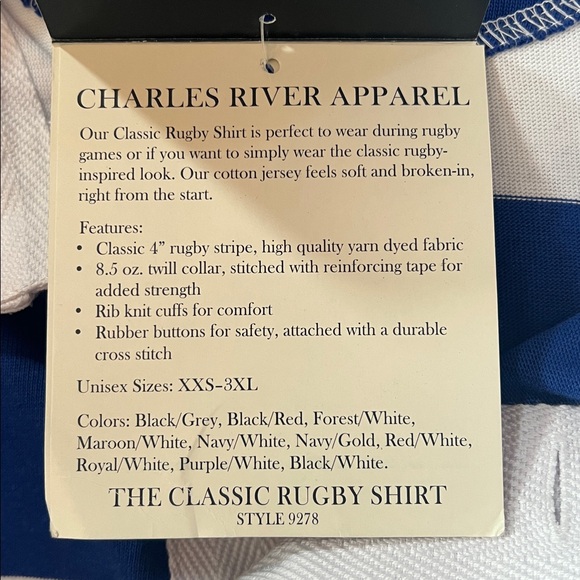 CHARLES RIVER APPAREL
Our Classic Rugby Shirt is perfect to wear during rugby
games or if you want to simply wear the classic rugby-
inspired look. Our cotton jersey feels soft and broken-in,
right from the start.
Features:
• Classic 4” rugby stripe, high quality yarn dyed fabric
• 8.5 oz. twill collar, stitched with reinforcing tape for
added strength
• Rib knit cuffs for comfort
• Rubber buttons for safety, attached with a durable
cross stitch
Unisex Sizes: XXS–3XL
Colors: Black/Grey, Black/Red, Forest/White,
Maroon/White, Navy/White, Navy/Gold, Red/White,
Royal/White, Purple/White, Black/White.
THE CLASSIC RUGBY SHIRT
STYLE 9278